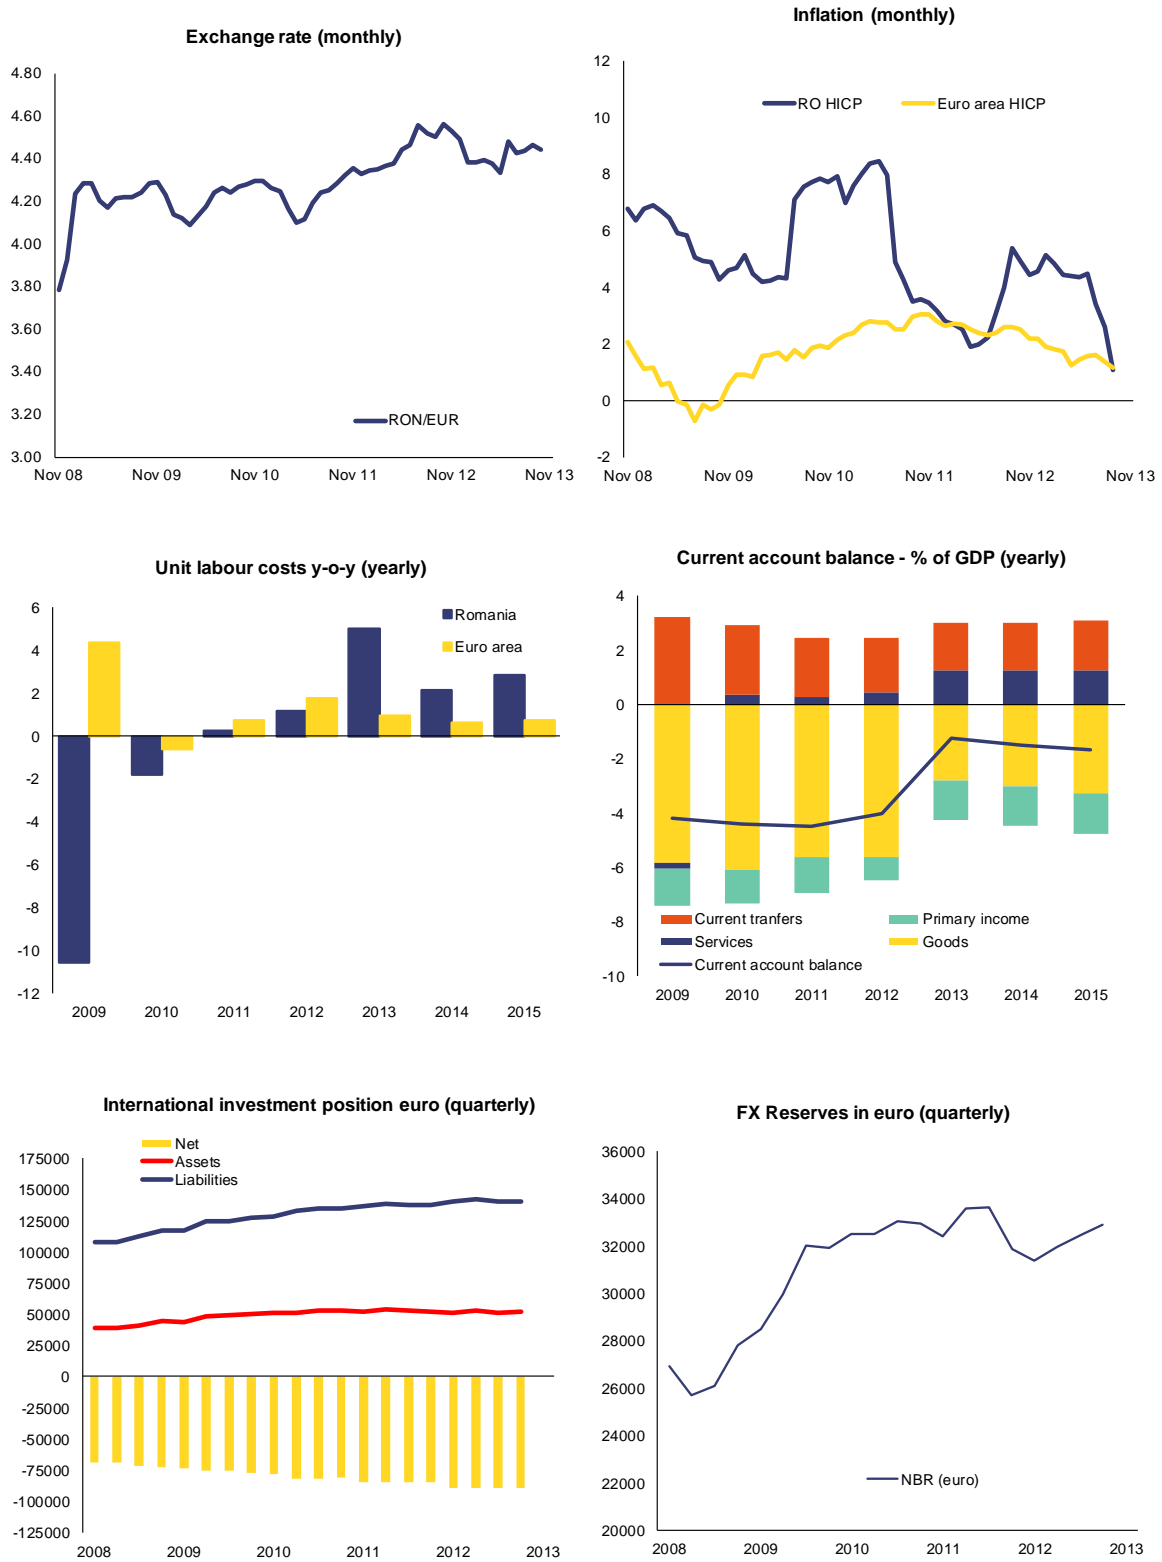 Exchange rate (monthly)
4.80
4.60
4.40
4.20
4.00
3.80
3.60
3.40
3.20
3.00
RON/EUR
Nov 08 Nov 09 Nov 10 Nov 11 Nov 12 Nov 13
Inflation (monthly)
12
10
8
6
4
2
0
-2
RO HICP Euro area HICP
Nov 08 Nov 09 Nov 10 Nov 11 Nov 12 Nov 13
Unit labour costs y-o-y (yearly)
6
4
2
0
-2
-4
-6
-8
-10
-12
Romania
Euro area
2009 2010 2011 2012 2013 2014 2015
Current account balance - % of GDP (yearly)
4
2
0
-2
-4
-6
-8
-10
Current tranfers Primary income
Services Goods
Current account balance
2009 2010 2011 2012 2013 2014 2015
International investment position euro (quarterly)
Net
Assets
Liabilities
175000
150000
125000
100000
75000
50000
25000
0
-25000
-50000
-75000
-100000
-125000
2008 2009 2010 2011 2012 2013
FX Reserves in euro (quarterly)
36000
34000
32000
30000
28000
26000
24000
22000
20000
NBR (euro)
2008 2009 2010 2011 2012 2013